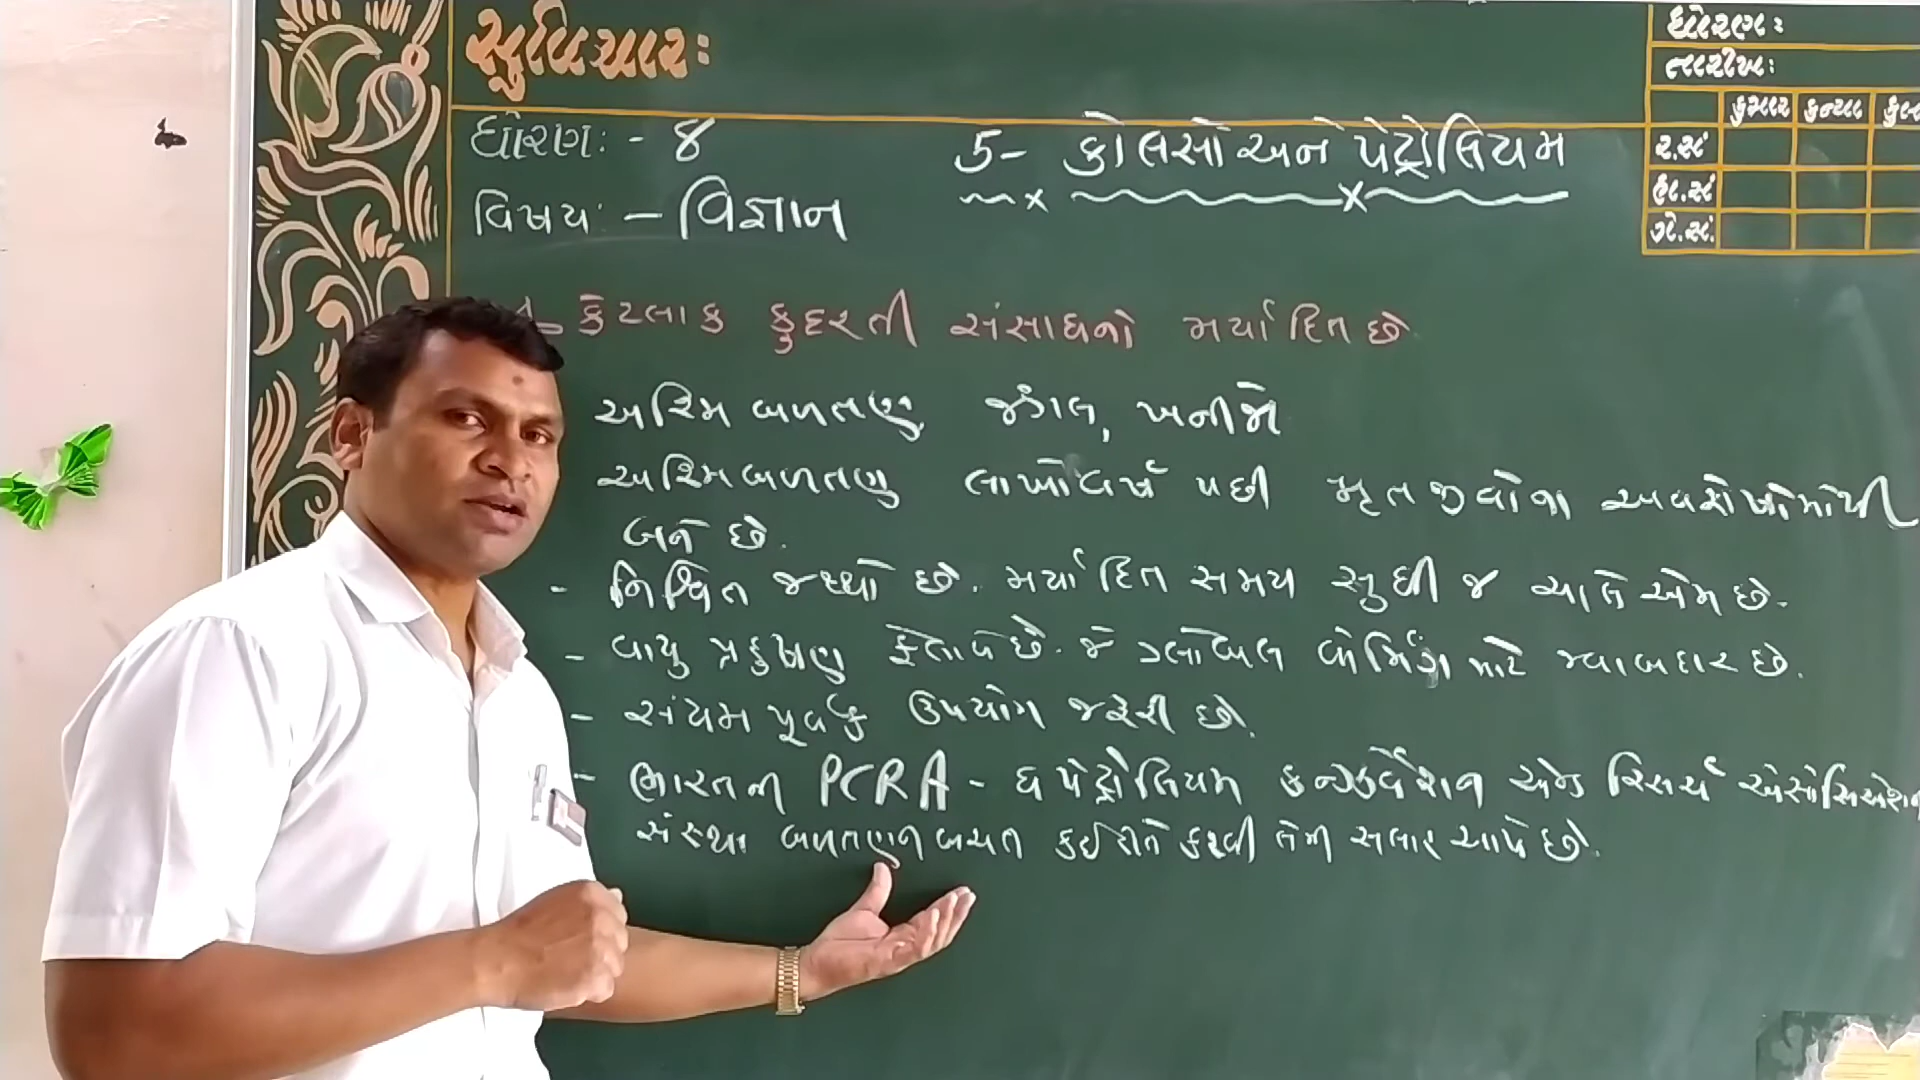 સુવિચાર:
ધોરણ:
તારીખ:
કુમાર કન્યા કુલ
ર.સં
હા.સં
ગે.સં.
ધોરણ: - 8
5- કોલસો અને પેટ્રોલિયમ
વિષય: - વિજ્ઞાન
કેટલાક કુદરતી સંસાધનો મર્યાદિત છે
અશ્મિ બળતણ, જંગલ, ખનીજો
અશ્મિબળતણ લાખો વર્ષ પછી મૃતજીવોના અવશેષોમાંથી
બને છે.
- નિશ્ચિત જથ્થો છે. મર્યાદિત સમય સુધી જ ચાલે એમ છે.
- વાયુ પ્રદુષણ ફેલાવે છે. જે ગ્લોબલ વોર્મિંગ માટે જવાબદાર છે.
- સંયમ પૂર્વક ઉપયોગ જરૂરી છે.
- ભારતની PCRA - ધ પેટ્રોલિયમ કન્ઝર્વેશન એન્ડ રિસર્ચ એસોસિએશન
સંસ્થા બળતણની બચત કઈ રીતે કરવી તેની સલાહ આપે છે.